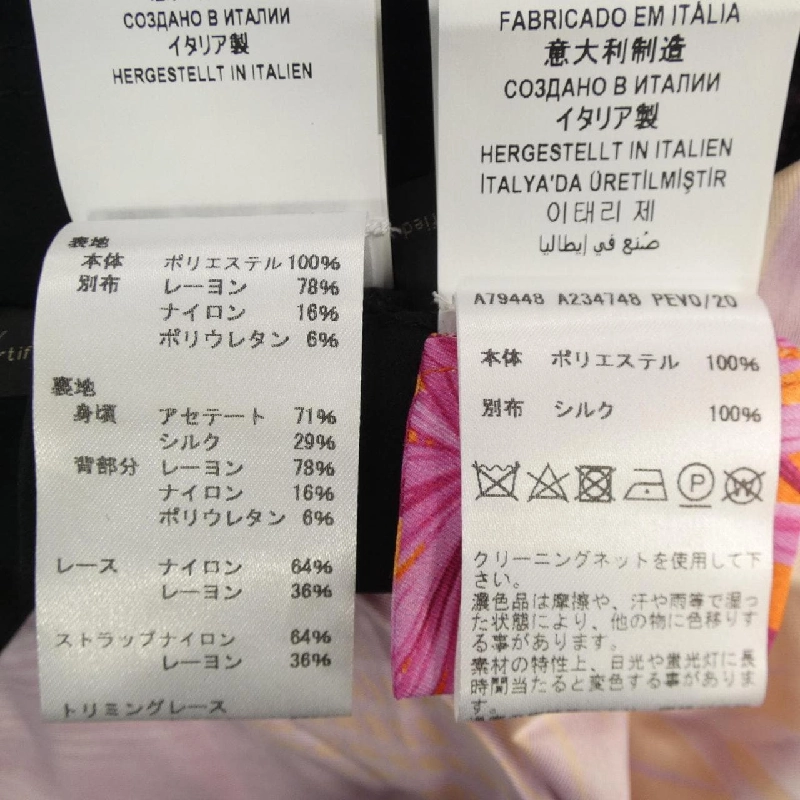 СОЗДАНО В ИТАЛИИ
イタリア製
HERGESTELLT IN ITALIEN
裏地
本体 ポリエステル 100%
別布 レーヨン 78%
ナイロン 16%
ポリウレタン 6%
裏地
身頃 アセテート 71%
シルク 29%
背部分 レーヨン 78%
ナイロン 16%
ポリウレタン 6%
レース ナイロン 64%
レーヨン 36%
ストラップ ナイロン 64%
レーヨン 36%
トリミングレース
FABRICADO EM ITÁLIA
意大利制造
СОЗДАНО В ИТАЛИИ
イタリア製
HERGESTELLT IN ITALIEN
İTALYA'DA ÜRETİLMİŞTİR
이태리 제
صنع في إيطاليا
A79448 A234748 PEV0/20
本体 ポリエステル 100%
別布 シルク 100%
P
W
クリーニングネットを使用して下
さい。
濃色品は摩擦や、汗や雨等で湿っ
た状態により、他の物に色移りす
る事があります。
素材の特性上、日光や蛍光灯に長
時間当たると変色する事がありま
す。